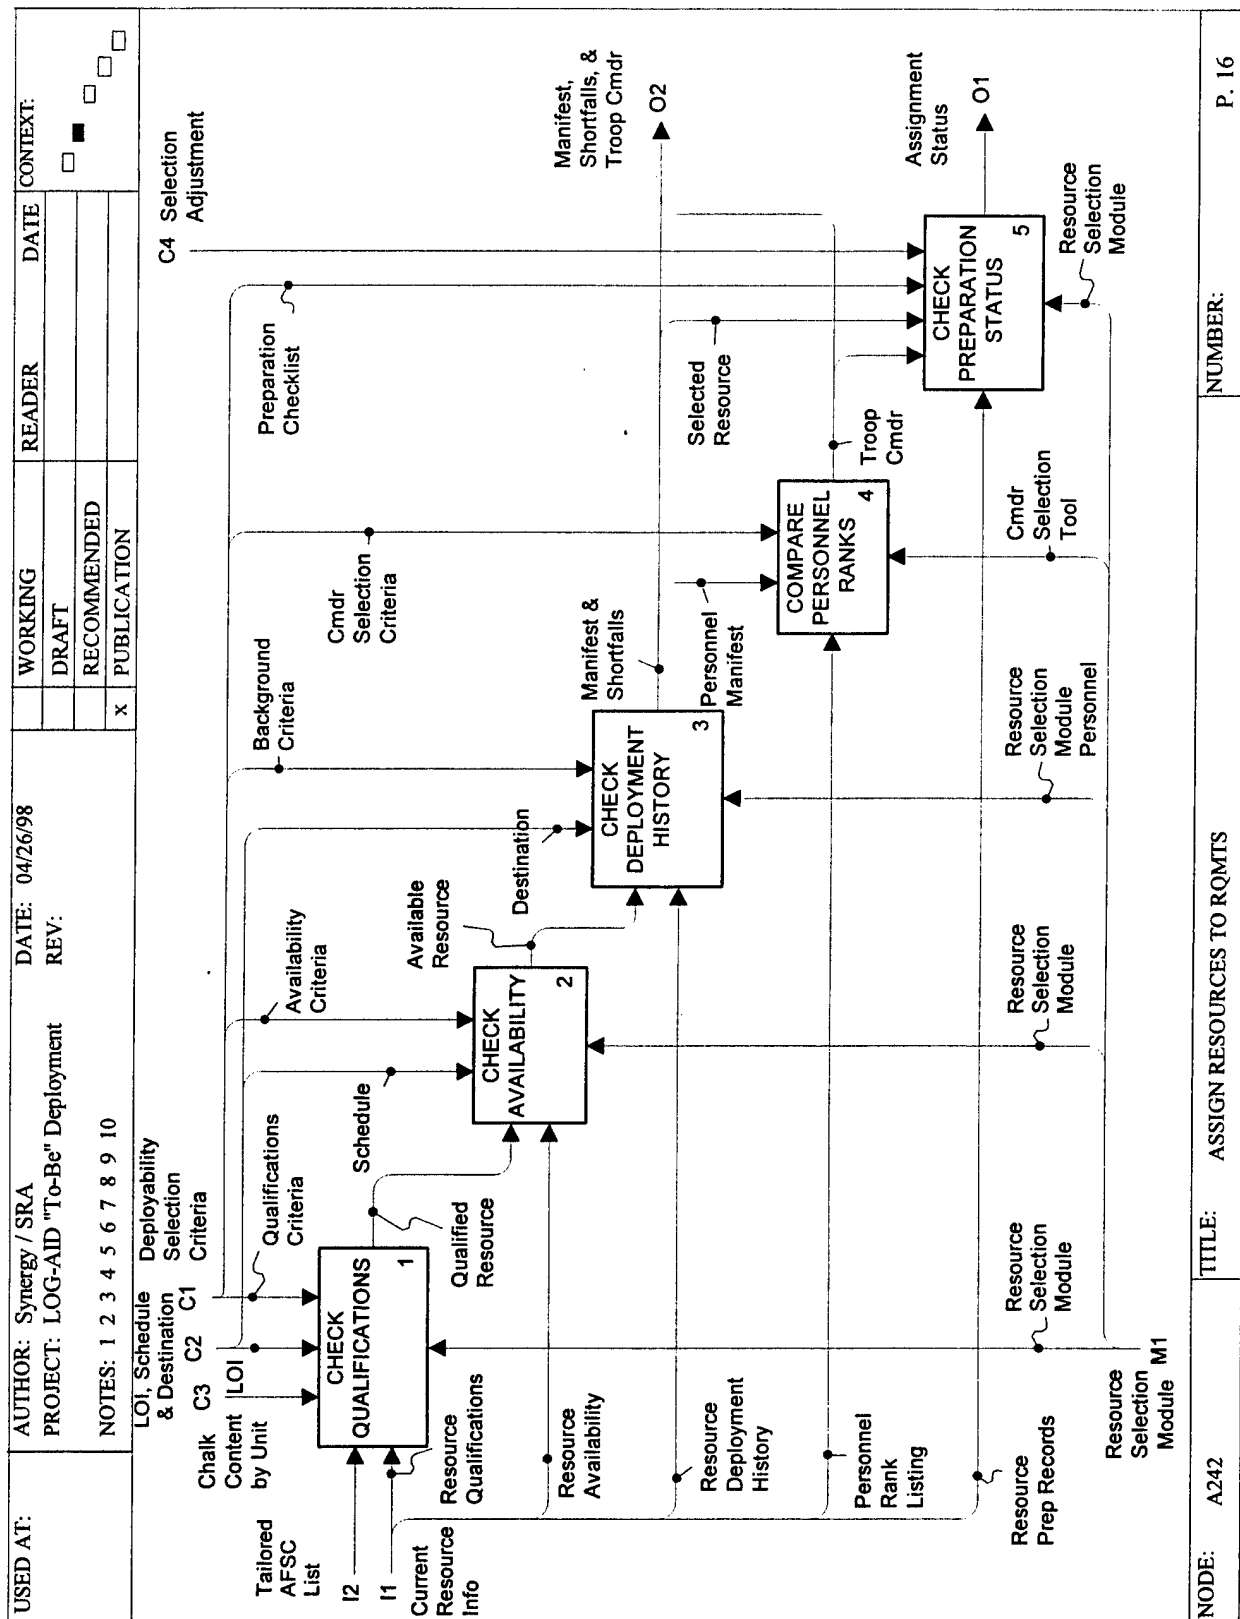 USED AT:
AUTHOR: Synergy / SRA
PROJECT: LOG-AID "To-Be" Deployment
NOTES: 1 2 3 4 5 6 7 8 9 10
DATE: 04/26/98
REV:
WORKING
DRAFT
RECOMMENDED
x PUBLICATION
READER
DATE
CONTEXT:
LOI, Schedule
& Destination
Deployability
Selection
Criteria
C3
C2
C1
C4 Selection
Adjustment
Chalk
Content
by Unit
LOI
Qualifications
Criteria
Availability
Criteria
Background
Criteria
Cmdr
Selection
Criteria
Preparation
Checklist
Tailored
AFSC
List
I2
I1
Current
Resource
Info
CHECK
QUALIFICATIONS
1
Schedule
Qualified
Resource
Resource
Qualifications
CHECK
AVAILABILITY
2
Available
Resource
Destination
Resource
Availability
CHECK
DEPLOYMENT
HISTORY
3
Manifest &
Shortfalls
Personnel
Manifest
Manifest,
Shortfalls, &
Troop Cmdr
O2
Resource
Deployment
History
COMPARE
PERSONNEL
RANKS
4
Selected
Resource
Troop
Cmdr
Personnel
Rank
Listing
CHECK
PREPARATION
STATUS
5
Assignment
Status
O1
Resource
Prep Records
Resource
Selection
Module
Resource
Selection
Module
Resource
Selection
Module
Personnel
Cmdr
Selection
Tool
Resource
Selection
Module
Resource
Selection
Module
M1
NODE: A242
TITLE: ASSIGN RESOURCES TO RQMTS
NUMBER:
P. 16